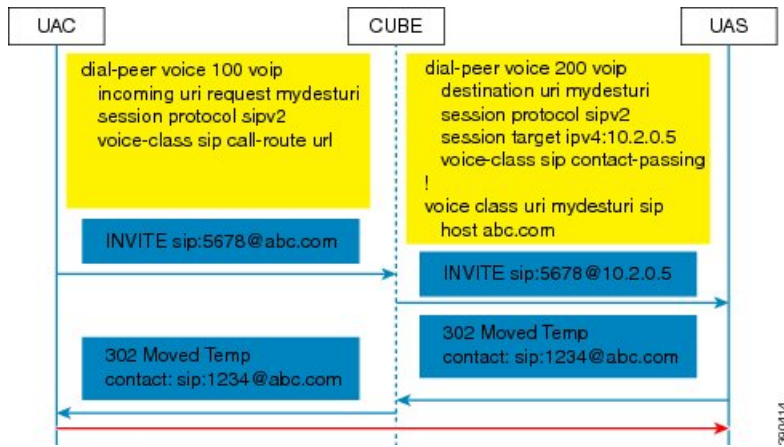 UAC
CUBE
UAS
dial-peer voice 100 voip
incoming uri request mydesturi
session protocol sipv2
voice-class sip call-route url
dial-peer voice 200 voip
destination uri mydesturi
session protocol sipv2
session target ipv4:10.2.0.5
voice-class sip contact-passing
!
voice class uri mydesturi sip
host abc.com
INVITE sip:5678@abc.com
INVITE sip:5678@10.2.0.5
302 Moved Temp
contact: sip:1234@abc.com
302 Moved Temp
contact: sip:1234@abc.com